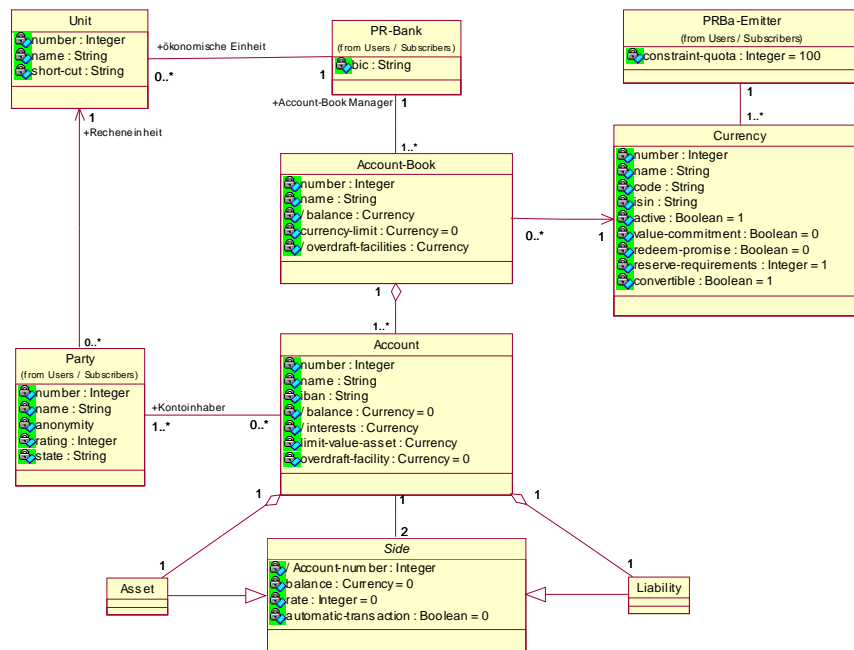 Unit
number : Integer
name : String
short-cut : String
+ökonomische Einheit
0..*
1
PR-Bank
(from Users / Subscribers)
bic : String
PRBa-Emitter
(from Users / Subscribers)
constraint-quota : Integer = 100
1
+Recheneinheit
+Account-Book Manager
1
1..*
1
1..*
Account-Book
number : Integer
name : String
/ balance : Currency
currency-limit : Currency = 0
/ overdraft-facilities : Currency
0..*
1
Currency
number : Integer
name : String
code : String
isin : String
active : Boolean = 1
value-commitment : Boolean = 0
redeem-promise : Boolean = 0
reserve-requirements : Integer = 1
convertible : Boolean = 1
1
1..*
0..*
Party
(from Users / Subscribers)
number : Integer
name : String
anonymity
rating : Integer
state : String
+Kontoinhaber
1..*
0..*
Account
number : Integer
name : String
iban : String
/ balance : Currency = 0
/ interests : Currency
limit-value-asset : Currency
overdraft-facility : Currency = 0
1
1
1
1
2
1
Asset
Side
/ Account-number : Integer
balance : Currency = 0
rate : Integer = 0
automatic-transaction : Boolean = 0
Liability